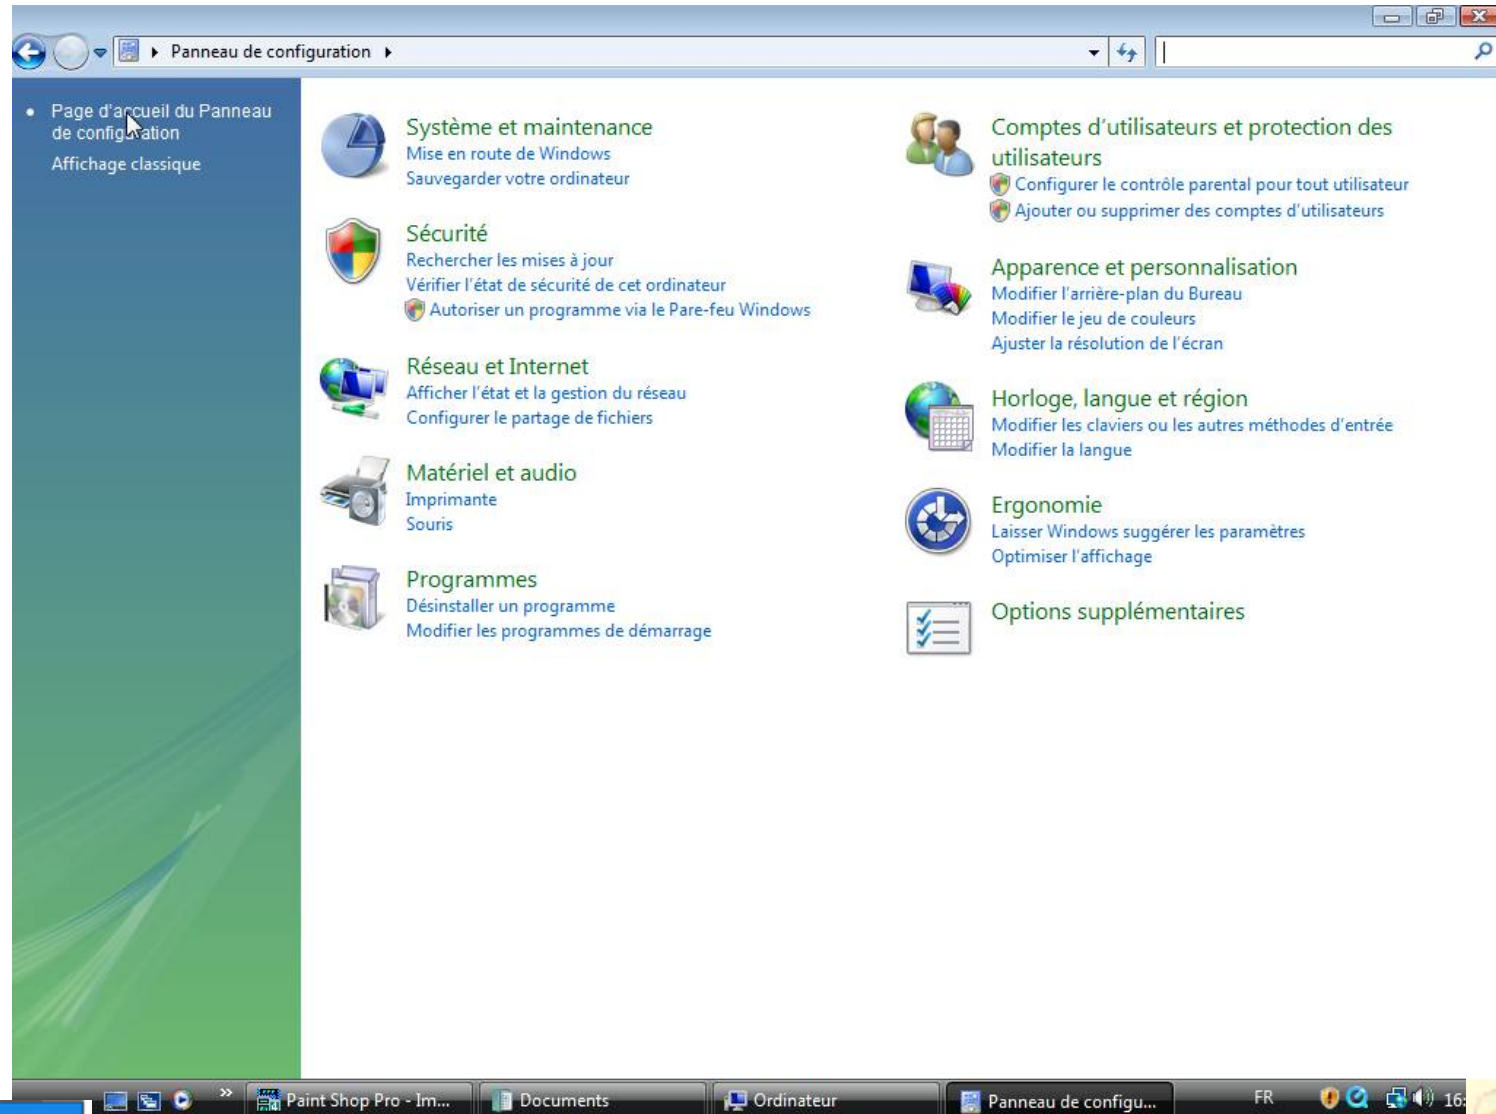 Panneau de configuration
Page d'accueil du Panneau
de configuration
Affichage classique
Système et maintenance
Mise en route de Windows
Sauvegarder votre ordinateur
Sécurité
Rechercher les mises à jour
Vérifier l'état de sécurité de cet ordinateur
Autoriser un programme via le Pare-feu Windows
Réseau et Internet
Afficher l'état et la gestion du réseau
Configurer le partage de fichiers
Matériel et audio
Imprimante
Souris
Programmes
Désinstaller un programme
Modifier les programmes de démarrage
Comptes d'utilisateurs et protection des
utilisateurs
Configurer le contrôle parental pour tout utilisateur
Ajouter ou supprimer des comptes d'utilisateurs
Apparence et personnalisation
Modifier l'arrière-plan du Bureau
Modifier le jeu de couleurs
Ajuster la résolution de l'écran
Horloge, langue et région
Modifier les claviers ou les autres méthodes d'entrée
Modifier la langue
Ergonomie
Laisser Windows suggérer les paramètres
Optimiser l'affichage
Options supplémentaires
Paint Shop Pro - Im...
Documents
Ordinateur
Panneau de configu...
FR
16: